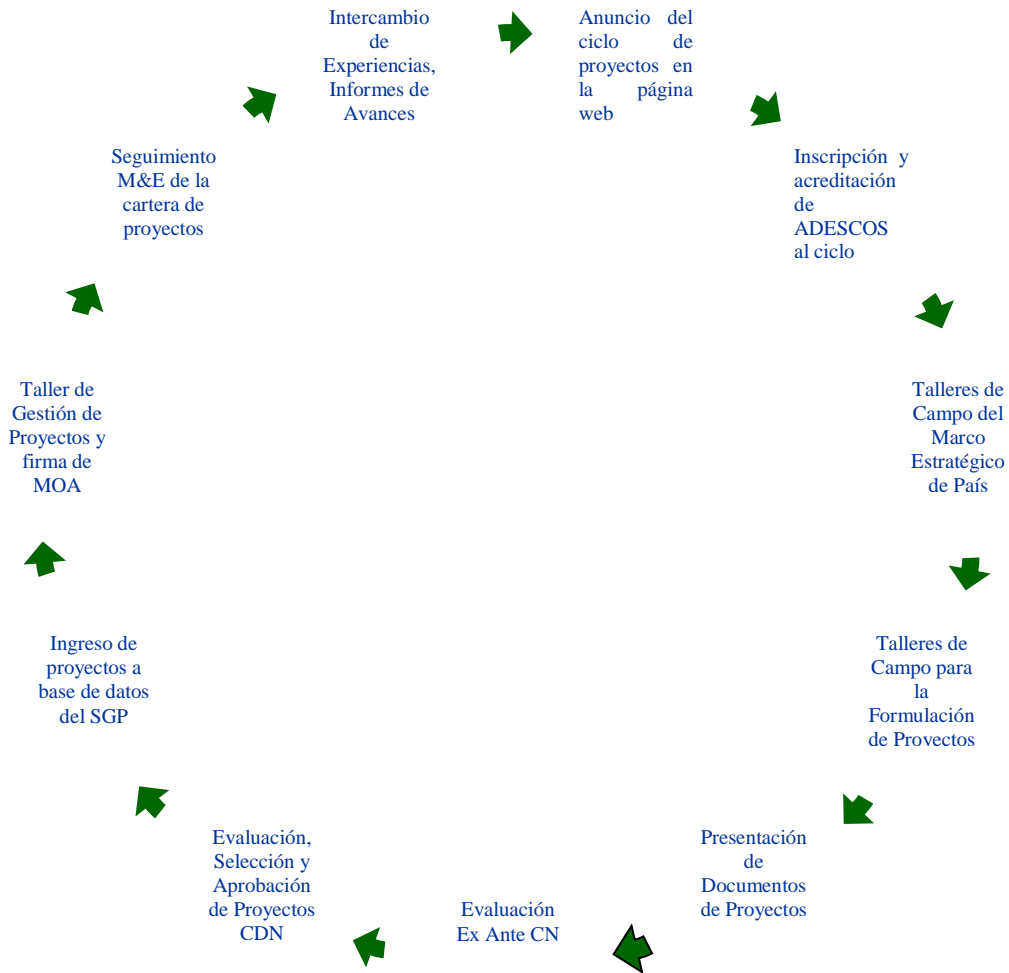 Intercambio
de
Experiencias,
Informes de
Avances
Anuncio del
ciclo de
proyectos en
la página
web
Inscripción y
acreditación
de
ADESCOS
al ciclo
Talleres de
Campo del
Marco
Estratégico
de País
Talleres de
Campo para
la
Formulación
de Proyectos
Presentación
de
Documentos
de Proyectos
Evaluación
Ex Ante CN
Evaluación,
Selección y
Aprobación
de Proyectos
CDN
Ingreso de
proyectos a
base de datos
del SGP
Taller de
Gestión de
Proyectos y
firma de
MOA
Seguimiento
M&E de la
cartera de
proyectos